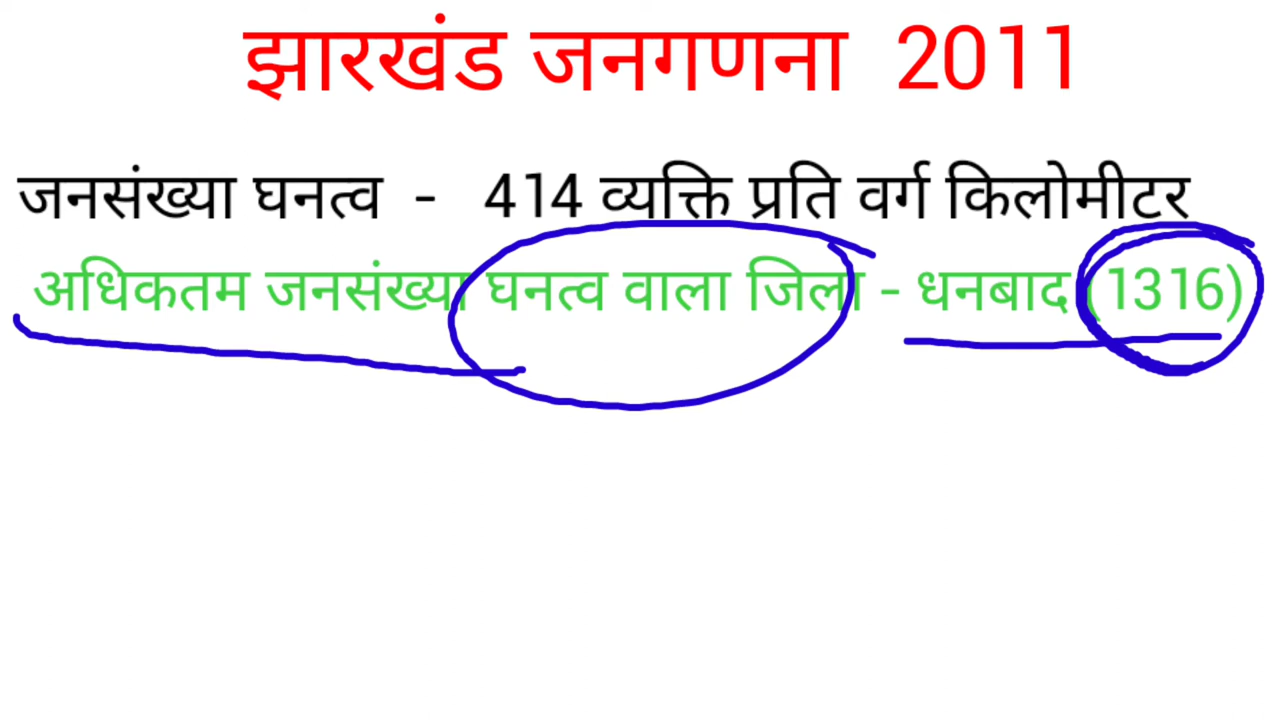 झारखंड जनगणना 2011
जनसंख्या घनत्व - 414 व्यक्ति प्रति वर्ग किलोमीटर
अधिकतम जनसंख्या घनत्व वाला जिला - धनबाद (1316)